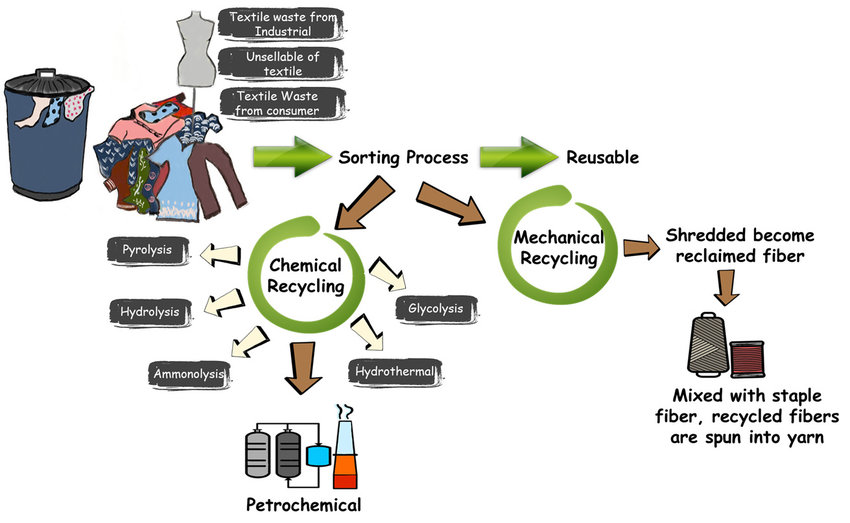 Textile waste from
Industrial
Unsellable of
textile
Textile Waste
from consumer
Sorting Process
Reusable
Chemical
Recycling
Mechanical
Recycling
Shredded become
reclaimed fiber
Pyrolysis
Hydrolysis
Ammonolysis
Glycolysis
Hydrothermal
Mixed with staple
fiber, recycled fibers
are spun into yarn
Petrochemical